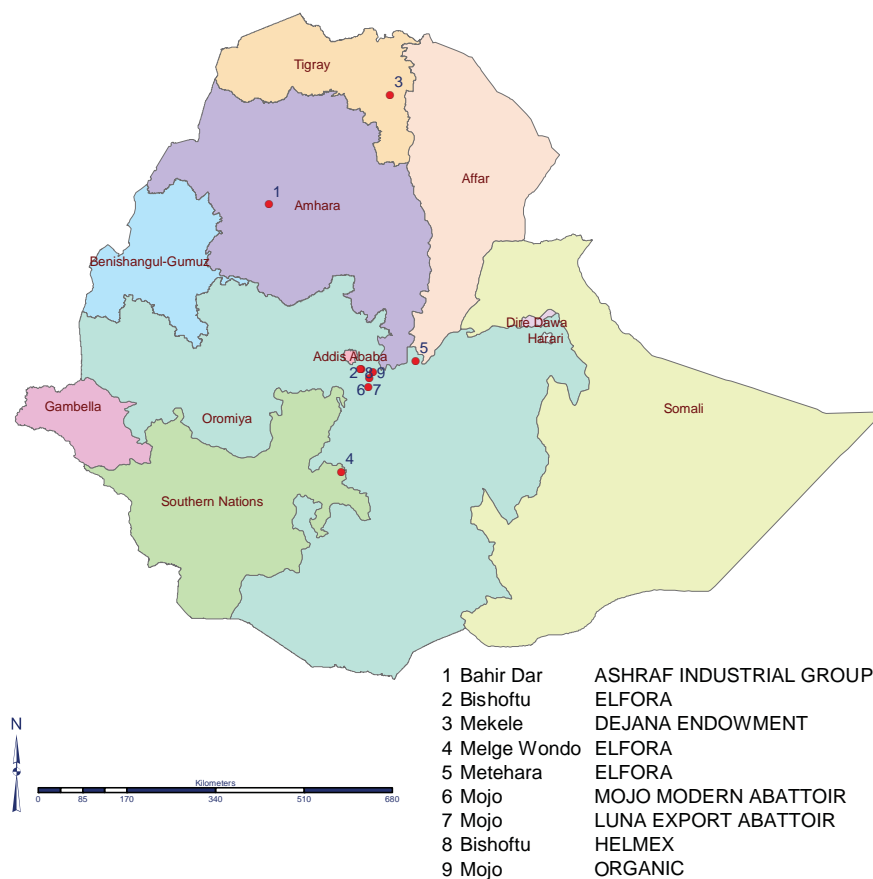 Tigray
3
Affar
1
Amhara
Benishangul-Gumuz
Dire Dawa
Harari
Addis Ababa
5
2
8
9
6
7
Gambella
Oromiya
Somali
4
Southern Nations
1 Bahir Dar ASHRAF INDUSTRIAL GROUP
2 Bishoftu ELFORA
3 Mekele DEJANA ENDOWMENT
4 Melge Wondo ELFORA
5 Metehara ELFORA
6 Mojo MOJO MODERN ABATTOIR
7 Mojo LUNA EXPORT ABATTOIR
8 Bishoftu HELMEX
9 Mojo ORGANIC
N
Kilometers
0 85 170 340 510 680